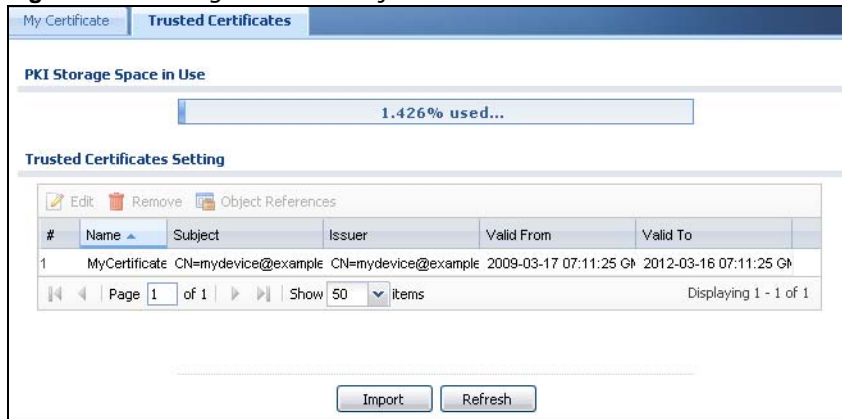 My Certificate Trusted Certificates
PKI Storage Space in Use
1.426% used...
Trusted Certificates Setting
Edit Remove Object References
# Name Subject Issuer Valid From Valid To
1 MyCertificate CN=mydevice@example CN=mydevice@example 2009-03-17 07:11:25 GM 2012-03-16 07:11:25 GM
Page 1 of 1 Show 50 items Displaying 1 - 1 of 1
Import Refresh